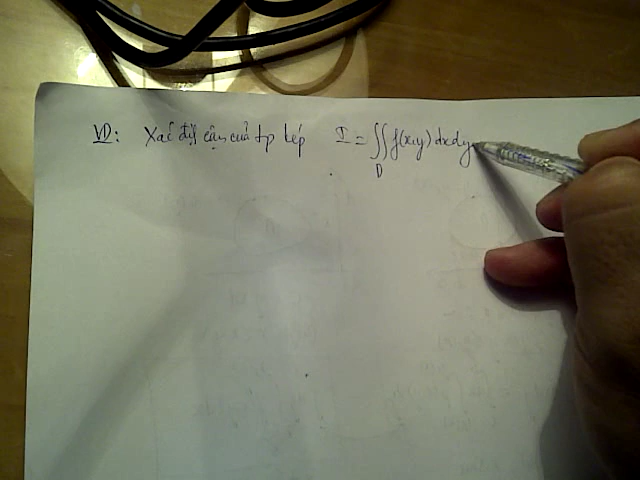 VD: Xác định cận của tp kép I = ∬_D f(x,y) dxdy